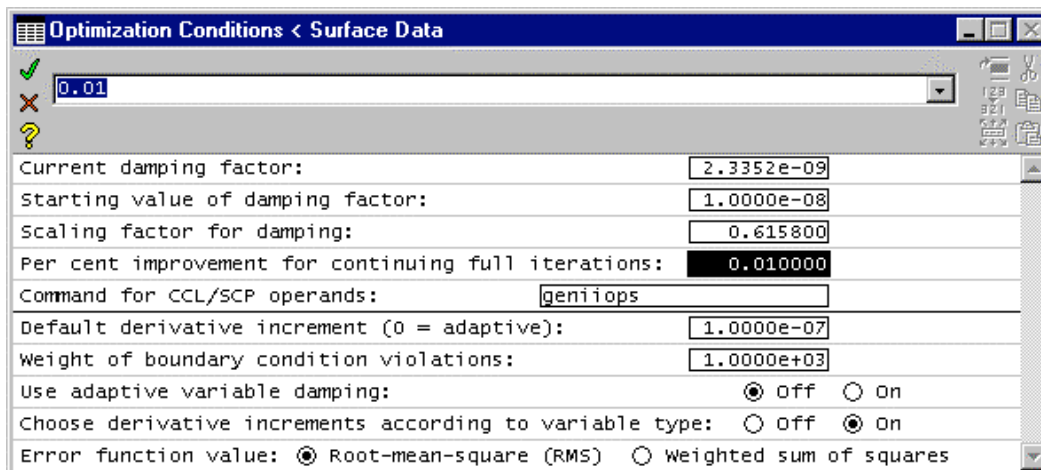 Optimization Conditions < Surface Data
0.01
Current damping factor: 2.3352e-09
Starting value of damping factor: 1.0000e-08
Scaling factor for damping: 0.615800
Per cent improvement for continuing full iterations: 0.010000
Command for CCL/SCP operands: geniiops
Default derivative increment (0 = adaptive): 1.0000e-07
Weight of boundary condition violations: 1.0000e+03
Use adaptive variable damping: Off On
Choose derivative increments according to variable type: Off On
Error function value: Root-mean-square (RMS) Weighted sum of squares